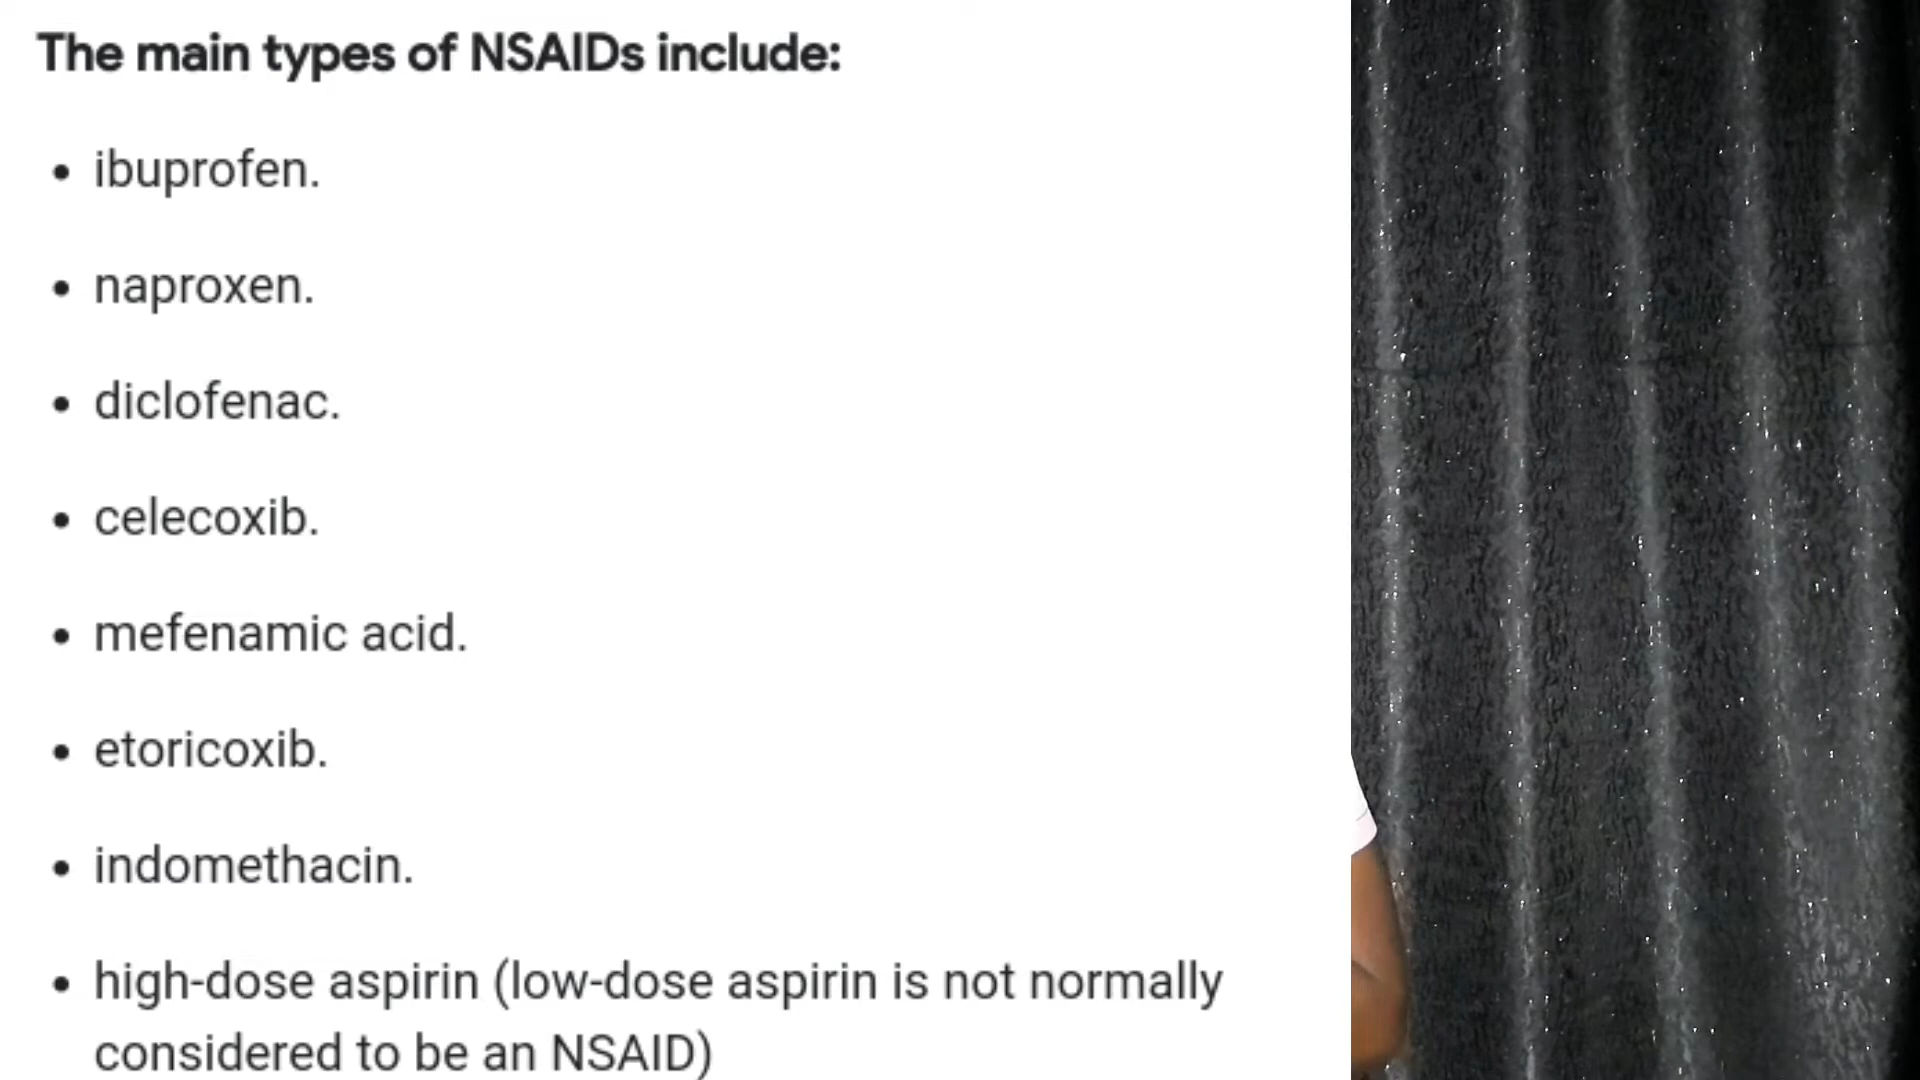 The main types of NSAIDs include:
• ibuprofen.
• naproxen.
• diclofenac.
• celecoxib.
• mefenamic acid.
• etoricoxib.
• indomethacin.
• high-dose aspirin (low-dose aspirin is not normally
considered to be an NSAID)